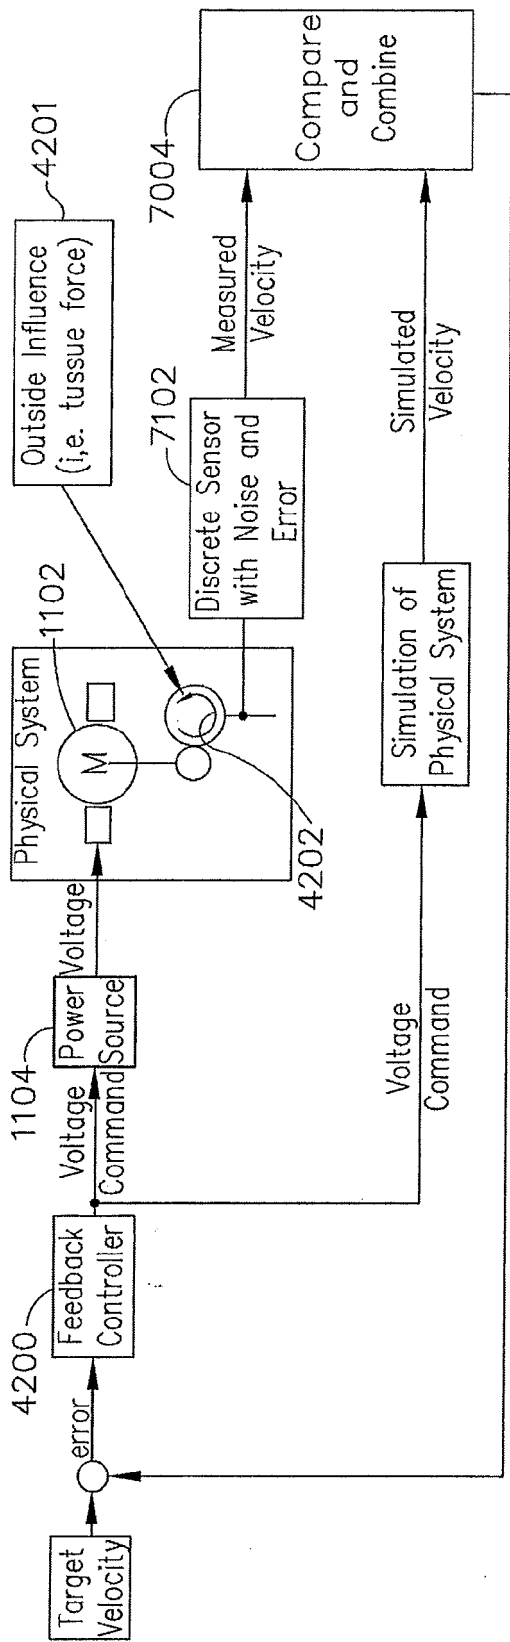 Target
Velocity
error
4200
Feedback
Controller
Voltage
Command
1104
Power
Source
Voltage
Physical System
1102
M
4202
Outside Influence
(i,e. tussue force)
4201
7102
Discrete Sensor
with Noise and
Error
Measured
Velocity
Voltage
Command
Simulation of
Physical System
Simulated
Velocity
7004
Compare
and
Combine